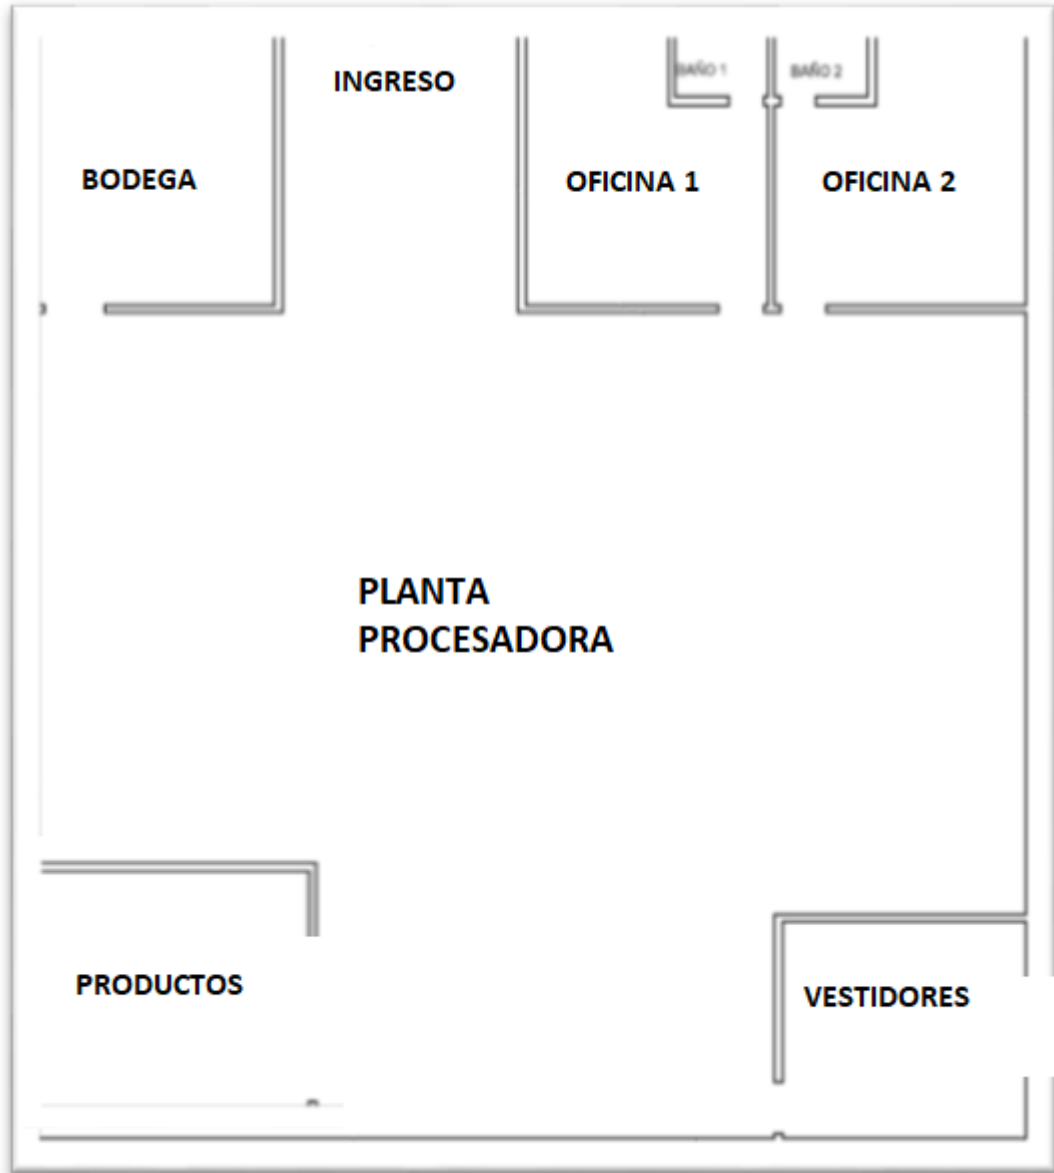 INGRESO
BAÑO 1
BAÑO 2
BODEGA
OFICINA 1
OFICINA 2
PLANTA
PROCESADORA
PRODUCTOS
VESTIDORES